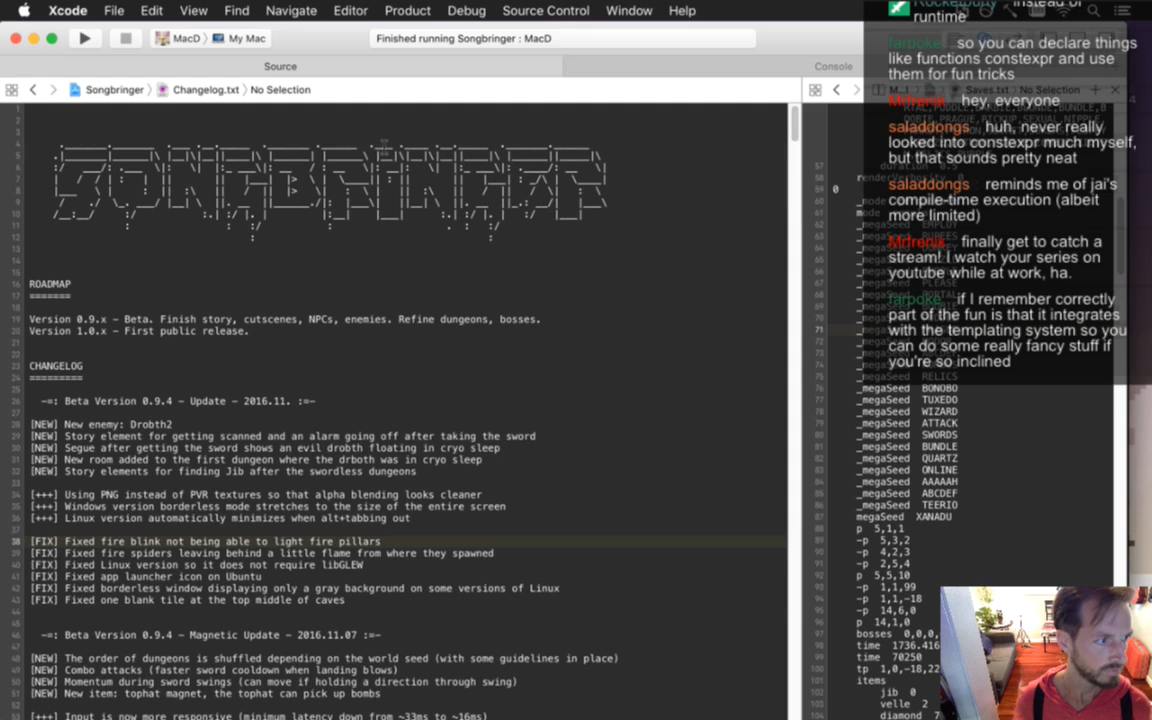 Xcode File Edit View Find Navigate Editor Product Debug Source Control Window Help
MacD My Mac
Finished running Songbringer : MacD
Source
Console
Songbringer Changelog.txt No Selection
Saves.txt No Selection
SONGBRINGER
ROADMAP
=======
Version 0.9.x - Beta. Finish story, cutscenes, NPCs, enemies. Refine dungeons, bosses.
Version 1.0.x - First public release.
CHANGELOG
=========
-=: Beta Version 0.9.4 - Update - 2016.11. :=-
[NEW] New enemy: Drobth2
[NEW] Story element for getting scanned and an alarm going off after taking the sword
[NEW] Segue after getting the sword shows an evil drobth floating in cryo sleep
[NEW] New room added to the first dungeon where the drboth was in cryo sleep
[NEW] Story elements for finding Jib after the swordless dungeons
[+++] Using PNG instead of PVR textures so that alpha blending looks cleaner
[+++] Windows version borderless mode stretches to the size of the entire screen
[+++] Linux version automatically minimizes when alt+tabbing out
[FIX] Fixed fire blink not being able to light fire pillars
[FIX] Fixed fire spiders leaving behind a little flame from where they spawned
[FIX] Fixed Linux version so it does not require libGLEW
[FIX] Fixed app launcher icon on Ubuntu
[FIX] Fixed borderless window displaying only a gray background on some versions of Linux
[FIX] Fixed one blank tile at the top middle of caves
-=: Beta Version 0.9.4 - Magnetic Update - 2016.11.07 :=-
[NEW] The order of dungeons is shuffled depending on the world seed (with some guidelines in place)
[NEW] Combo attacks (faster sword cooldown when landing blows)
[NEW] Momentum during sword swings (can move if holding a direction through swing)
[NEW] New item: tophat magnet, the tophat can pick up bombs
[+++] Input is now more responsive (minimum latency down from ~33ms to ~16ms)
instead of
runtime
farpoke so you can declare things
like functions constexpr and use
them for fun tricks
Mrfrenix hey, everyone
saladdongs huh, never really
looked into constexpr much myself,
but that sounds pretty neat
saladdongs reminds me of jai's
compile-time execution (albeit
more limited)
Mrfrenix finally get to catch a
stream! I watch your series on
youtube while at work, ha.
farpoke if I remember correctly
part of the fun is that it integrates
with the templating system so you
can do some really fancy stuff if
you're so inclined
_megaSeed RELICS
_megaSeed BONOBO
_megaSeed TUXEDO
_megaSeed WIZARD
_megaSeed ATTACK
_megaSeed SWORDS
_megaSeed BUNDLE
_megaSeed QUARTZ
_megaSeed ONLINE
_megaSeed AAAAAH
_megaSeed ABCDEF
_megaSeed TEERIO
megaSeed XANADU
p 5,1,1
-p 5,3,2
-p 4,2,3
-p 2,5,4
p 5,5,10
-p 1,1,99
-p 1,1,-18
-p 14,6,0
p 14,1,0
bosses 0,0,0,
time 1736.416
time 70250
tp 1,0,-18,22
items
jib 0
velle 2
diamond 7